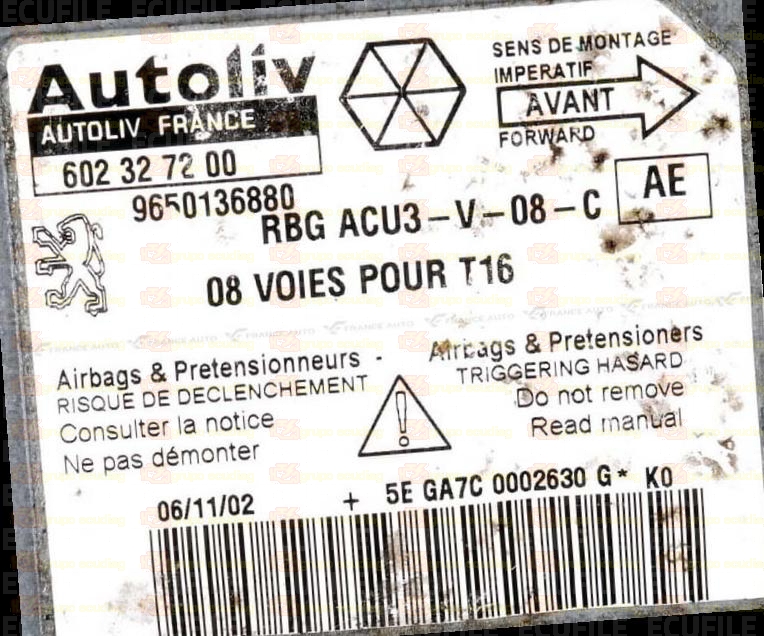 Autoliv
AUTOLIV FRANCE
602 32 72 00
9650136880
SENS DE MONTAGE
IMPERATIF
AVANT
FORWARD
RBG ACU3-V-08-C
AE
08 VOIES POUR T16
Airbags & Pretensionneurs -
RISQUE DE DECLENCHEMENT
Consulter la notice
Ne pas démonter
Airbags & Pretensioners
TRIGGERING HASARD
Do not remove
Read manual
06/11/02 + 5E GA7C 0002630 G* K0